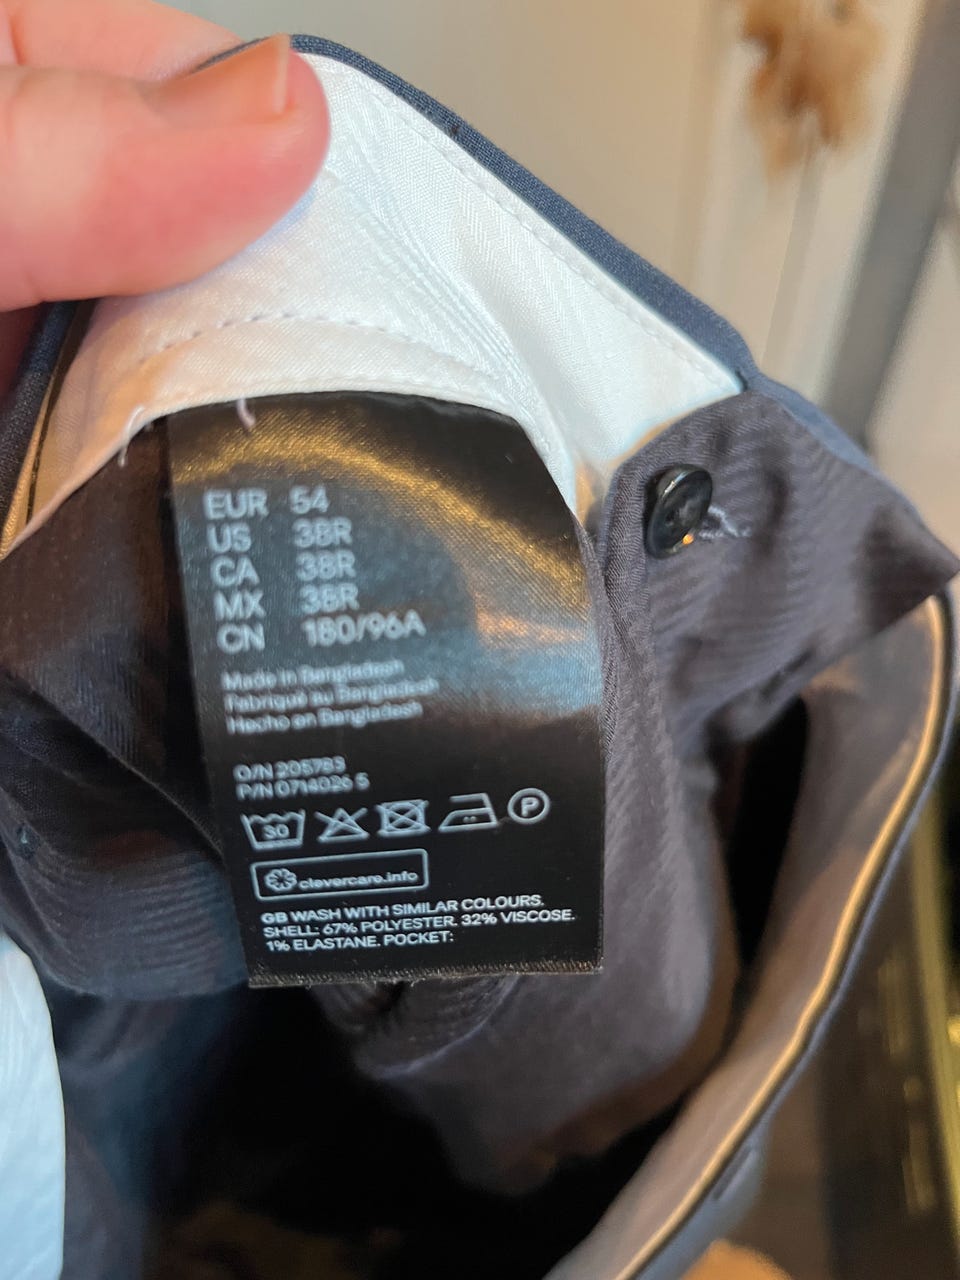 EUR 54
US 38R
CA 38R
MX 38R
CN 180/96A
Made in Bangladesh
Fabriqué au Bangladesh
Hecho en Bangladesh
O/N 205783
P/N 0714026 5
30 P
clevercare.info
GB WASH WITH SIMILAR COLOURS.
SHELL: 67% POLYESTER. 32% VISCOSE.
1% ELASTANE. POCKET: